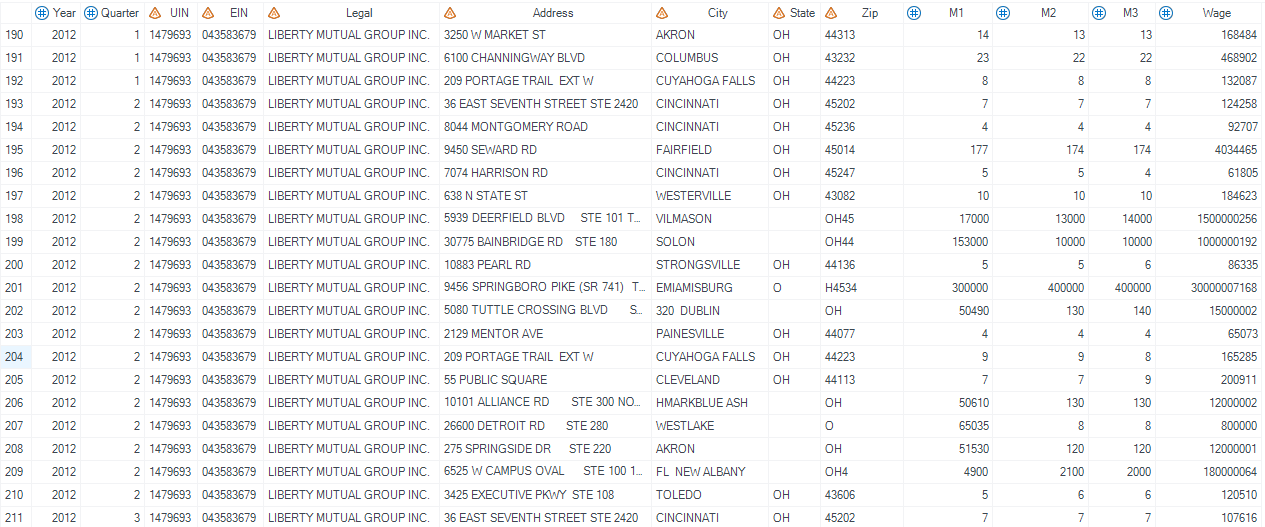 Year Quarter UIN EIN Legal Address City State Zip M1 M2 M3 Wage
190 2012 1 1479693 043583679 LIBERTY MUTUAL GROUP INC. 3250 W MARKET ST AKRON OH 44313 14 13 13 168484
191 2012 1 1479693 043583679 LIBERTY MUTUAL GROUP INC. 6100 CHANNINGWAY BLVD COLUMBUS OH 43232 23 22 22 468902
192 2012 1 1479693 043583679 LIBERTY MUTUAL GROUP INC. 209 PORTAGE TRAIL EXT W CUYAHOGA FALLS OH 44223 8 8 8 132087
193 2012 2 1479693 043583679 LIBERTY MUTUAL GROUP INC. 36 EAST SEVENTH STREET STE 2420 CINCINNATI OH 45202 7 7 7 124258
194 2012 2 1479693 043583679 LIBERTY MUTUAL GROUP INC. 8044 MONTGOMERY ROAD CINCINNATI OH 45236 4 4 4 92707
195 2012 2 1479693 043583679 LIBERTY MUTUAL GROUP INC. 9450 SEWARD RD FAIRFIELD OH 45014 177 174 174 4034465
196 2012 2 1479693 043583679 LIBERTY MUTUAL GROUP INC. 7074 HARRISON RD CINCINNATI OH 45247 5 5 4 61805
197 2012 2 1479693 043583679 LIBERTY MUTUAL GROUP INC. 638 N STATE ST WESTERVILLE OH 43082 10 10 10 184623
198 2012 2 1479693 043583679 LIBERTY MUTUAL GROUP INC. 5939 DEERFIELD BLVD STE 101 T... VILMASON OH45 17000 13000 14000 1500000256
199 2012 2 1479693 043583679 LIBERTY MUTUAL GROUP INC. 30775 BAINBRIDGE RD STE 180 SOLON OH44 153000 10000 10000 1000000192
200 2012 2 1479693 043583679 LIBERTY MUTUAL GROUP INC. 10883 PEARL RD STRONGSVILLE OH 44136 5 5 6 86335
201 2012 2 1479693 043583679 LIBERTY MUTUAL GROUP INC. 9456 SPRINGBORO PIKE (SR 741) T... EMIAMISBURG O H4534 300000 400000 400000 30000007168
202 2012 2 1479693 043583679 LIBERTY MUTUAL GROUP INC. 5080 TUTTLE CROSSING BLVD S... 320 DUBLIN OH 50490 130 140 15000002
203 2012 2 1479693 043583679 LIBERTY MUTUAL GROUP INC. 2129 MENTOR AVE PAINESVILLE OH 44077 4 4 4 65073
204 2012 2 1479693 043583679 LIBERTY MUTUAL GROUP INC. 209 PORTAGE TRAIL EXT W CUYAHOGA FALLS OH 44223 9 9 8 165285
205 2012 2 1479693 043583679 LIBERTY MUTUAL GROUP INC. 55 PUBLIC SQUARE CLEVELAND OH 44113 7 7 9 200911
206 2012 2 1479693 043583679 LIBERTY MUTUAL GROUP INC. 10101 ALLIANCE RD STE 300 NO... HMARKBLUE ASH OH 50610 130 130 12000002
207 2012 2 1479693 043583679 LIBERTY MUTUAL GROUP INC. 26600 DETROIT RD STE 280 WESTLAKE O 65035 8 8 800000
208 2012 2 1479693 043583679 LIBERTY MUTUAL GROUP INC. 275 SPRINGSIDE DR STE 220 AKRON OH 51530 120 120 12000001
209 2012 2 1479693 043583679 LIBERTY MUTUAL GROUP INC. 6525 W CAMPUS OVAL STE 100 1... FL NEW ALBANY OH4 4900 2100 2000 180000064
210 2012 2 1479693 043583679 LIBERTY MUTUAL GROUP INC. 3425 EXECUTIVE PKWY STE 108 TOLEDO OH 43606 5 6 6 120510
211 2012 3 1479693 043583679 LIBERTY MUTUAL GROUP INC. 36 EAST SEVENTH STREET STE 2420 CINCINNATI OH 45202 7 7 7 107616